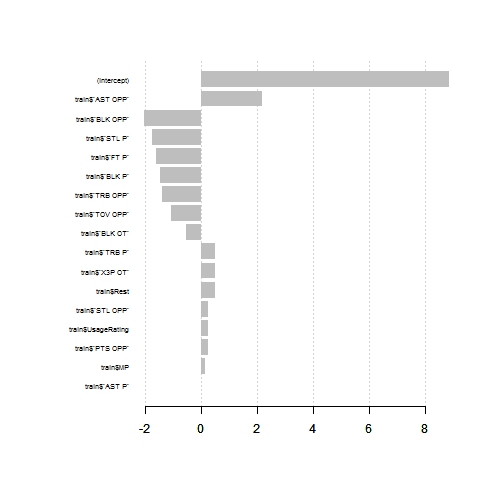 (Intercept)
train$`AST OPP`
train$`BLK OPP`
train$`STL P`
train$`FT P`
train$`BLK P`
train$`TRB OPP`
train$`TOV OPP`
train$`BLK OT`
train$`TRB P`
train$`X3P OT`
train$Rest
train$`STL OPP`
train$UsageRating
train$`PTS OPP`
train$MP
train$`AST P`
-2 0 2 4 6 8